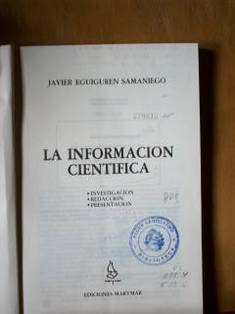 JAVIER EGUIGUREN SAMANIEGO
LA INFORMACION
CIENTIFICA
• INVESTIGACION
• REDACCION
• PRESENTACION
EDICIONES MARYMAR